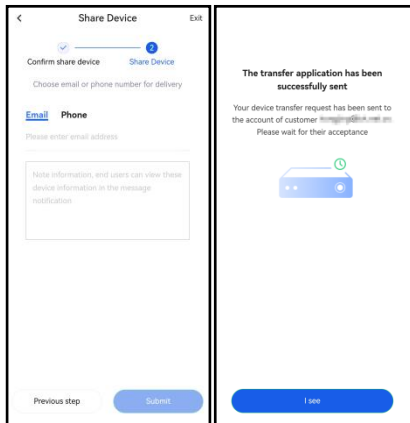 Share Device
Exit
2
Confirm share device
Share Device
Choose email or phone number for delivery
Email
Phone
Please enter email address
Note information, end users can view these
device information in the message
notification
Previous step
Submit
The transfer application has been
successfully sent
Your device transfer request has been sent to
the account of customer
Please wait for their acceptance
I see